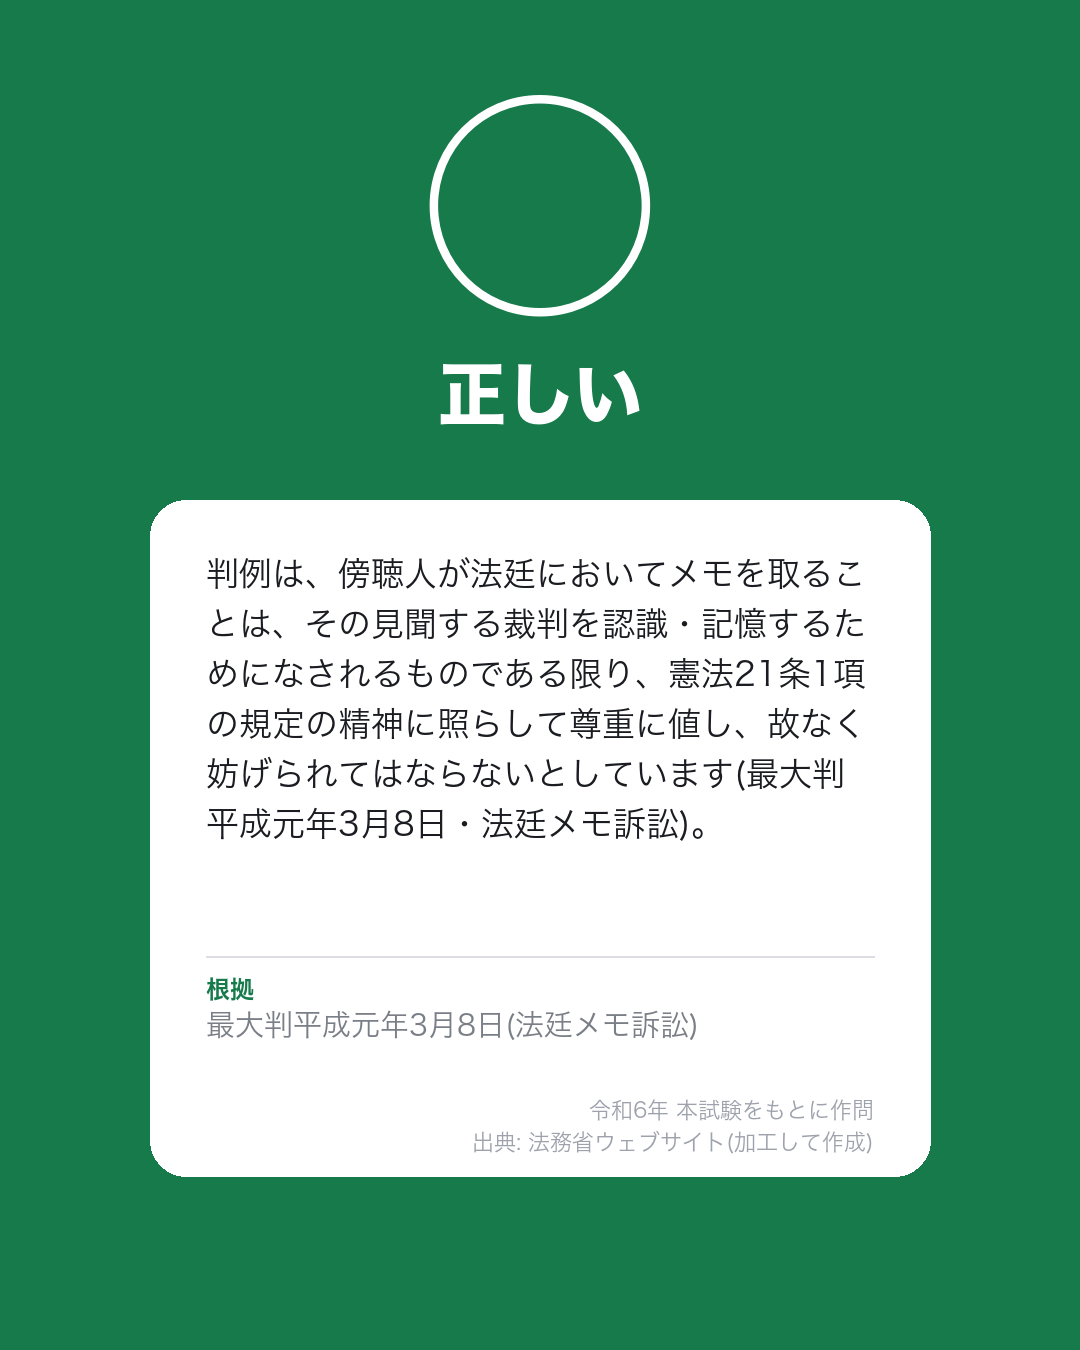 正しい
判例は、傍聴人が法廷においてメモを取るこ
とは、その見聞する裁判を認識・記憶するた
めになされるものである限り、憲法21条1項
の規定の精神に照らして尊重に値し、故なく
妨げられてはならないとしています(最大判
平成元年3月8日・法廷メモ訴訟)。
根拠
最大判平成元年3月8日(法廷メモ訴訟)
令和6年 本試験をもとに作問
出典: 法務省ウェブサイト(加工して作成)